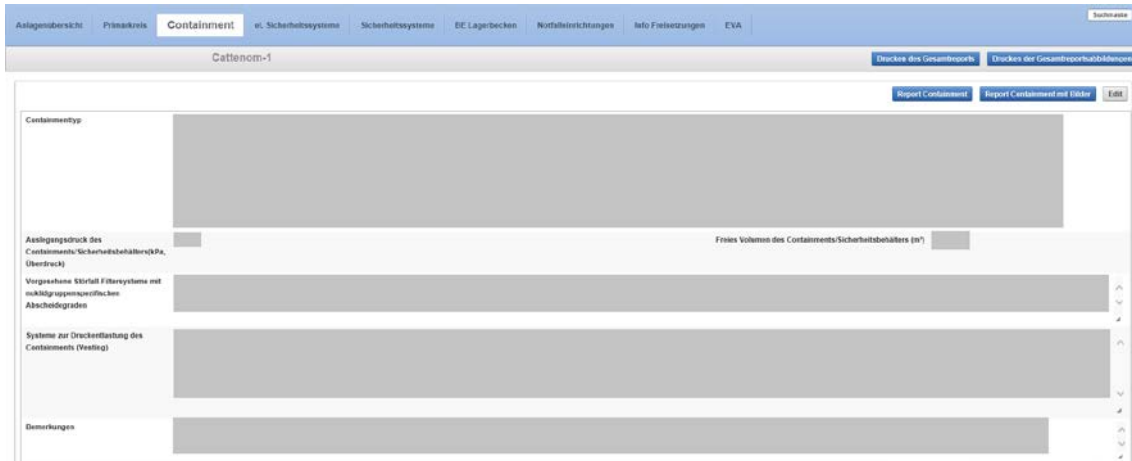 Suchmaske
Anlagenübersicht Primärkreis Containment el. Sicherheitssysteme Sicherheitssysteme BE Lagerbecken Notfalleinrichtungen Info Freisetzungen EVA
Cattenom-1 Drucken des Gesamtreports Drucken der Gesamtreportsabbildungen
Report Containment Report Containment mit Bilder Edit
Containmenttyp
Auslegungsdruck des Freies Volumen des Containments/Sicherheitsbehälters (m³)
Containments/Sicherheitsbehälters(kPa,
Überdruck)
Vorgesehene Störfall Filtersysteme mit
nuklidgruppenspezifischen
Abscheidegraden
Systeme zur Druckentlastung des
Containments (Venting)
Bemerkungen